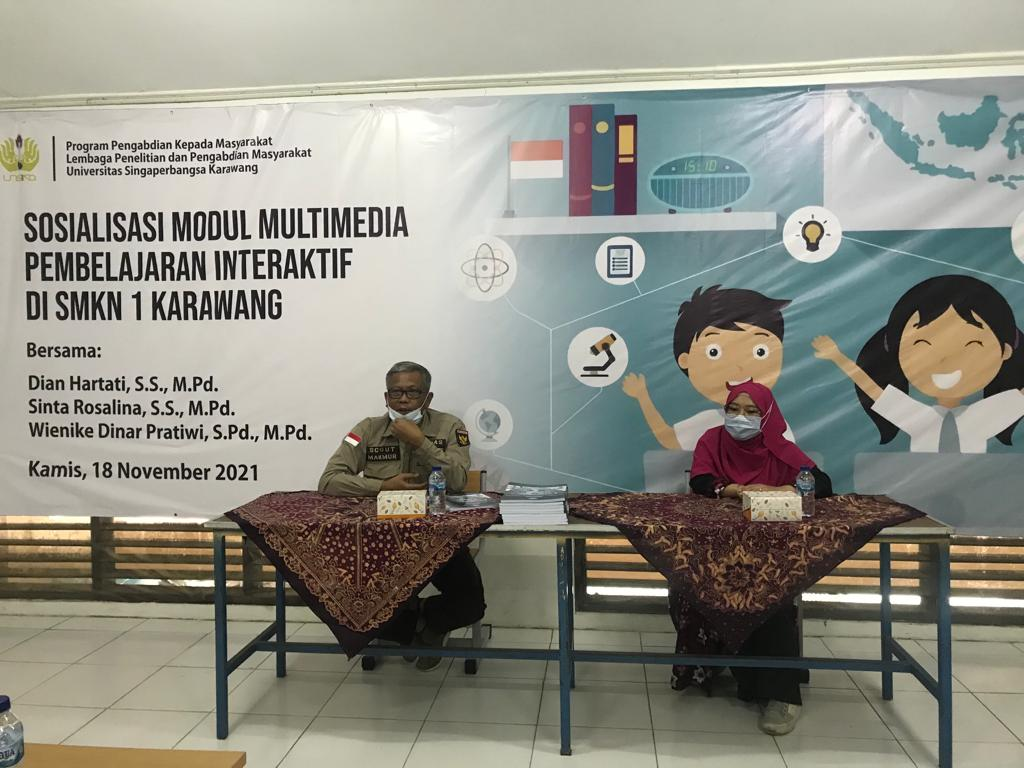 UNSIKA
Program Pengabdian Kepada Masyarakat
Lembaga Penelitian dan Pengabdian Masyarakat
Universitas Singaperbangsa Karawang
SOSIALISASI MODUL MULTIMEDIA
PEMBELAJARAN INTERAKTIF
DI SMKN 1 KARAWANG
Bersama:
Dian Hartati, S.S., M.Pd.
Sinta Rosalina, S.S., M.Pd.
Wienike Dinar Pratiwi, S.Pd., M.Pd.
Kamis, 18 November 2021
15:10
SCOUT
MAKMUR